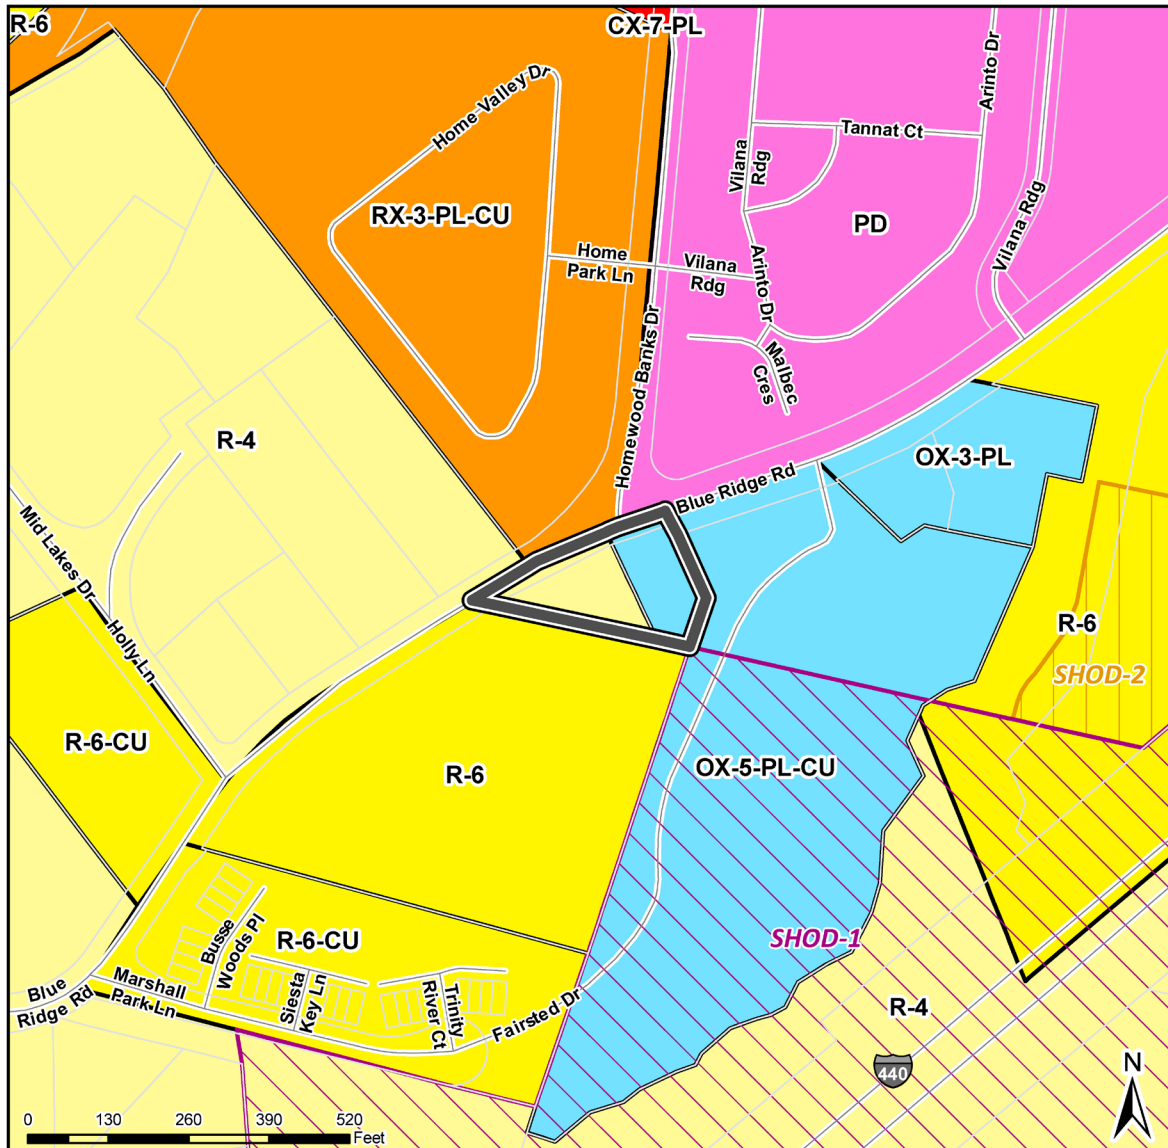 R-6
CX-7-PL
Home Valley Dr
Arinto Dr
Tannat Ct
Vilana
Rdg
RX-3-PL-CU
PD
Vilana Rdg
Home
Park Ln
Vilana
Rdg
Arinto Dr
Homewood Banks Dr
Malbec
Cres
R-4
OX-3-PL
Blue Ridge Rd
Mid Lakes Dr
Holly Ln
R-6
SHOD-2
R-6-CU
R-6
OX-5-PL-CU
SHOD-1
R-6-CU
Busse
Woods Pl
Marshall
Park Ln
Siesta
Key Ln
Trinity
River Ct
Fairsted Dr
Blue
Ridge Rd
R-4
440
N
0 130 260 390 520
Feet